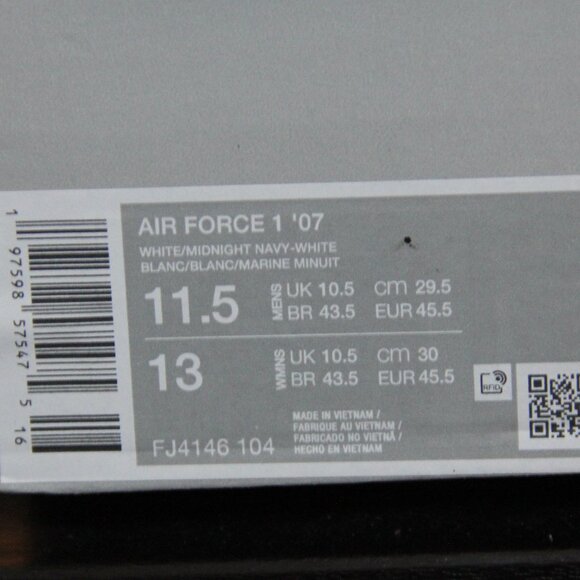 AIR FORCE 1 '07
WHITE/MIDNIGHT NAVY-WHITE
BLANC/BLANC/MARINE MINUIT
11.5 MENS UK 10.5 CM 29.5
BR 43.5 EUR 45.5
13 WMNS UK 10.5 CM 30
BR 43.5 EUR 45.5
RFID
MADE IN VIETNAM /
FABRIQUE AU VIETNAM /
FABRICADO NO VIETNÃ /
HECHO EN VIETNAM
FJ4146 104
1 97598 57547 5 16